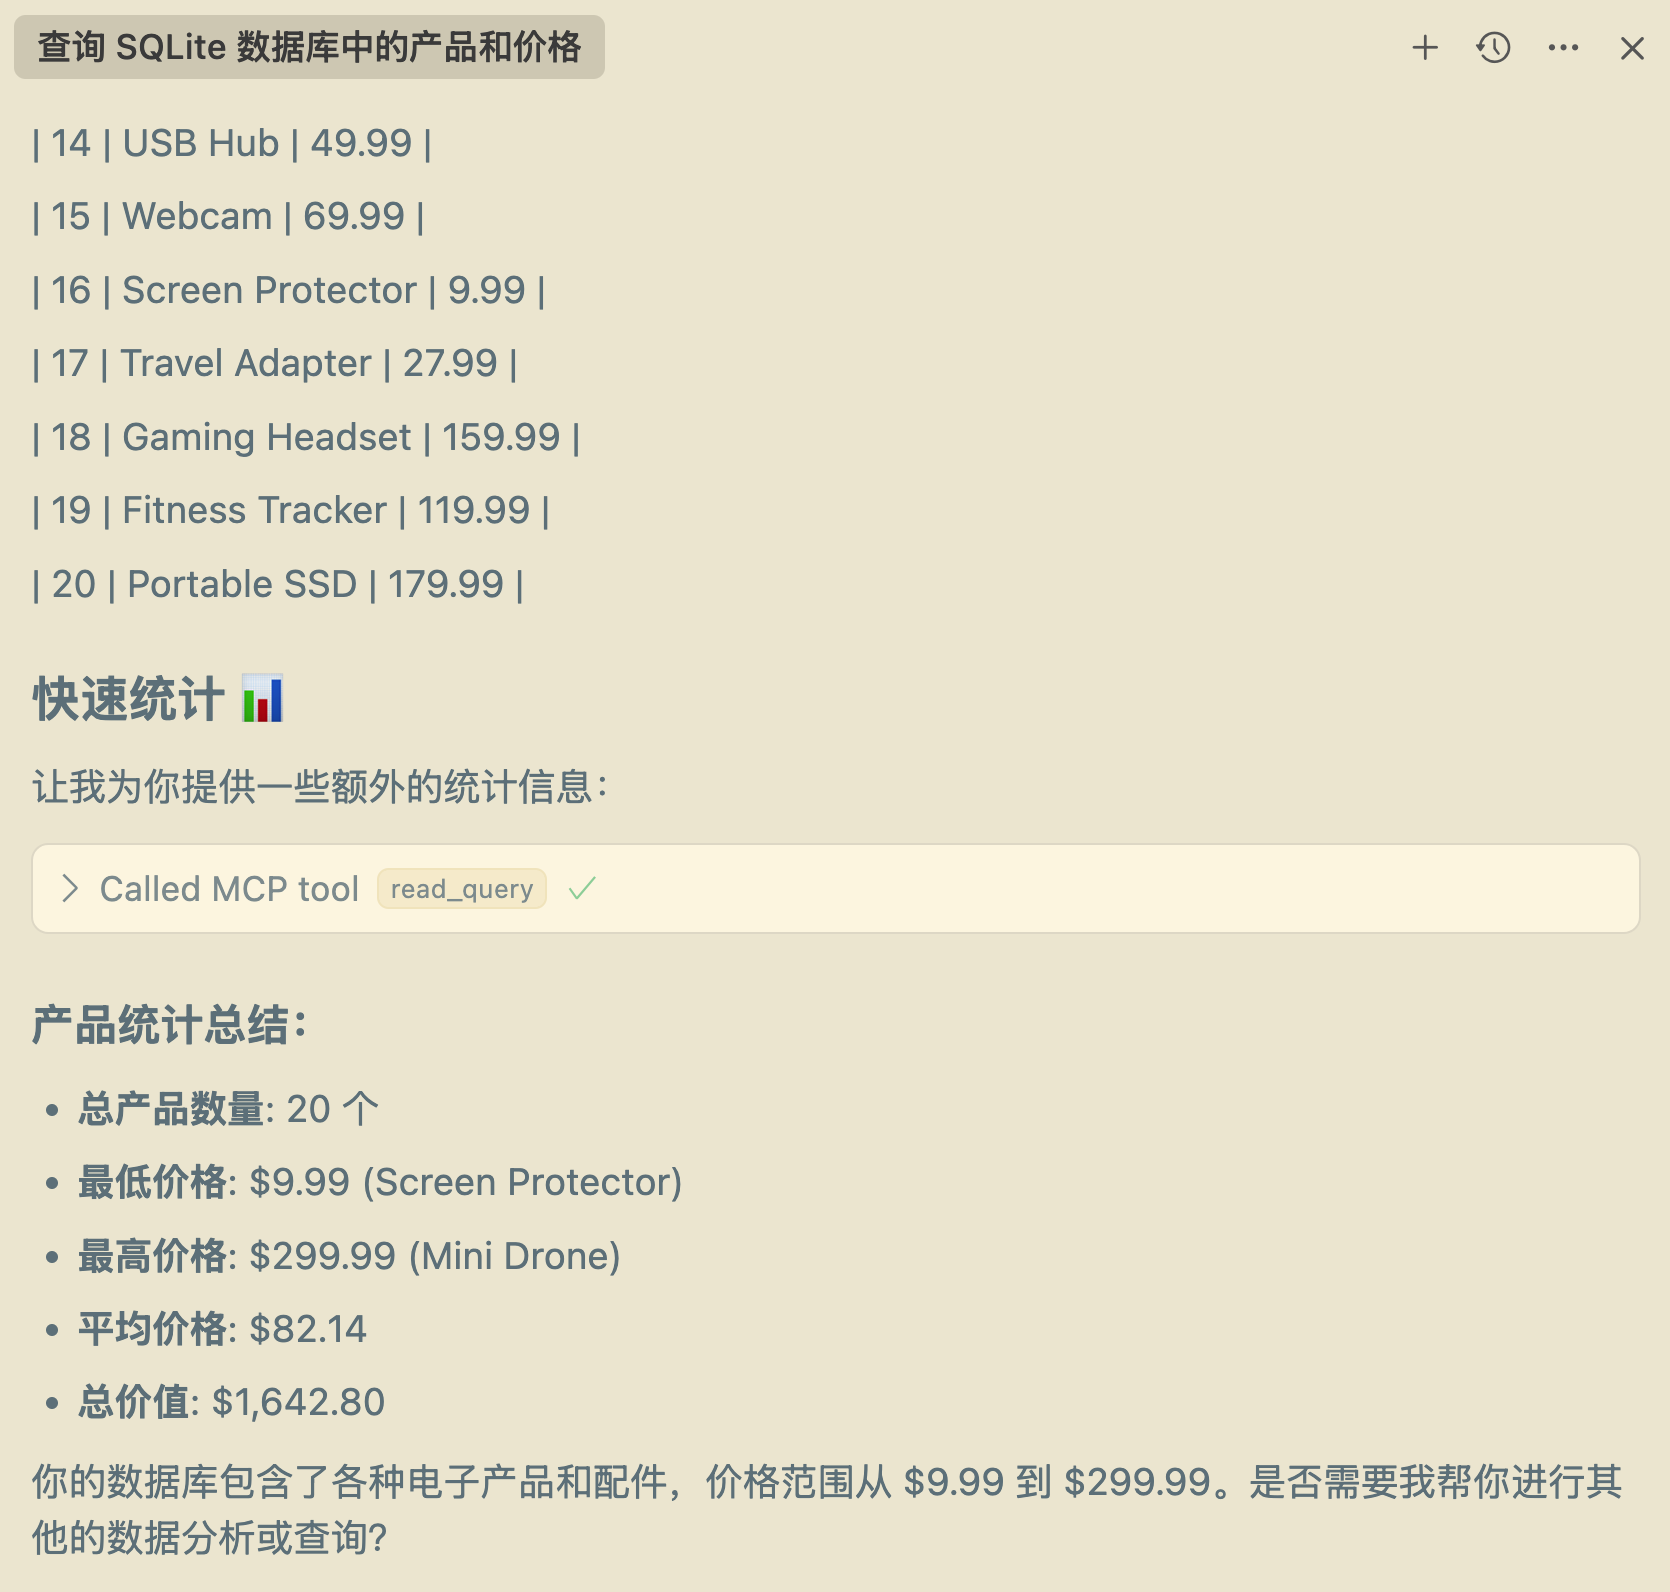 查询 SQLite 数据库中的产品和价格
| 14 | USB Hub | 49.99 |
| 15 | Webcam | 69.99 |
| 16 | Screen Protector | 9.99 |
| 17 | Travel Adapter | 27.99 |
| 18 | Gaming Headset | 159.99 |
| 19 | Fitness Tracker | 119.99 |
| 20 | Portable SSD | 179.99 |
快速统计 📊
让我为你提供一些额外的统计信息：
Called MCP tool read_query
产品统计总结：
• 总产品数量: 20 个
• 最低价格: $9.99 (Screen Protector)
• 最高价格: $299.99 (Mini Drone)
• 平均价格: $82.14
• 总价值: $1,642.80
你的数据库包含了各种电子产品和配件，价格范围从 $9.99 到 $299.99。是否需要我帮你进行其
他的数据分析或查询？